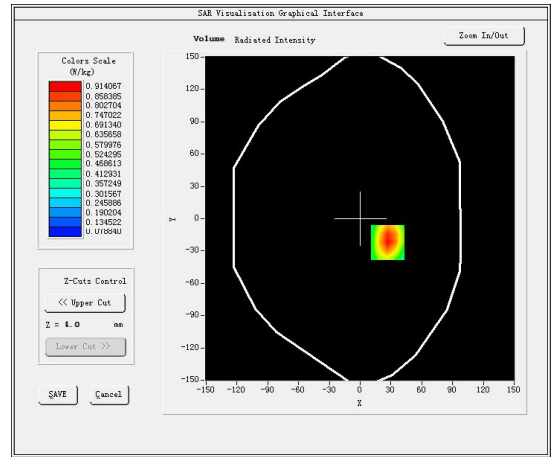 SAR Visualisation Graphical Interface
Volume Radiated Intensity
Zoom In/Out
Colors Scale
(W/kg)
0.914067
0.858385
0.802704
0.747022
0.691340
0.635658
0.579976
0.524295
0.468613
0.412931
0.357249
0.301567
0.245886
0.190204
0.134522
0.078840
Z-Cuts Control
<< Upper Cut
Z = 4.0 mm
Lower Cut >>
SAVE
Cancel
150
120
90
60
30
0
-30
-60
-90
-120
-150
Y
-150 -120 -90 -60 -30 0 30 60 90 120 150
X